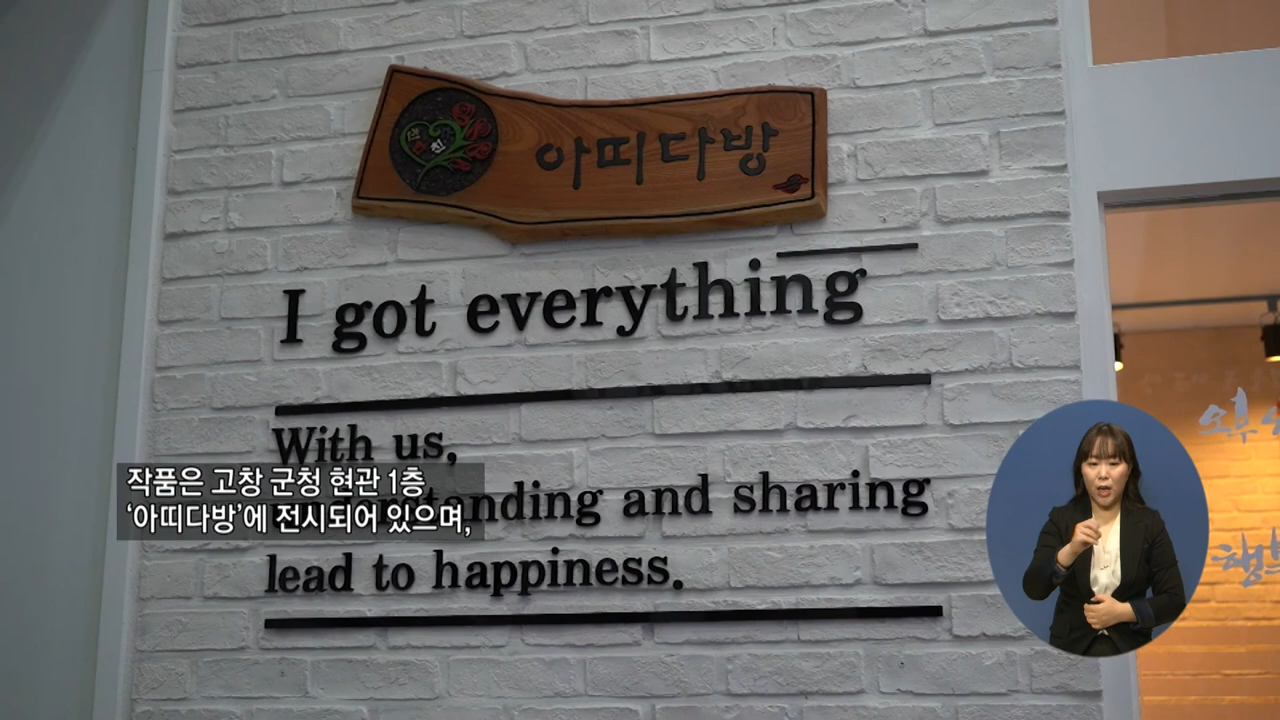 아띠다방
I got everything
With us,
understanding and sharing
lead to happiness.
작품은 고창 군청 현관 1층
‘아띠다방’에 전시되어 있으며,